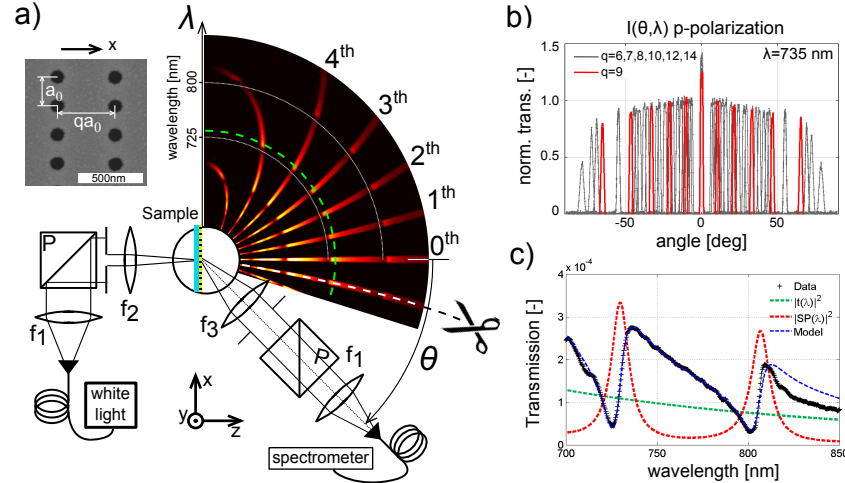 a)
x
a₀
qa₀
500nm
λ
wavelength [nm]
800
725
4th
3th
2th
1th
0th
Sample
P
f1
f2
f3
P
f1
θ
white
light
x
y
z
spectrometer
b)
I(θ,λ) p-polarization
q=6,7,8,10,12,14
q=9
λ=735 nm
norm. trans. [-]
1.5
1.0
0.5
0
-50
0
50
angle [deg]
c)
x 10⁻⁴
Data
|t(λ)|²
|SP(λ)|²
Model
Transmission [-]
4
3
2
1
0
700
750
800
850
wavelength [nm]